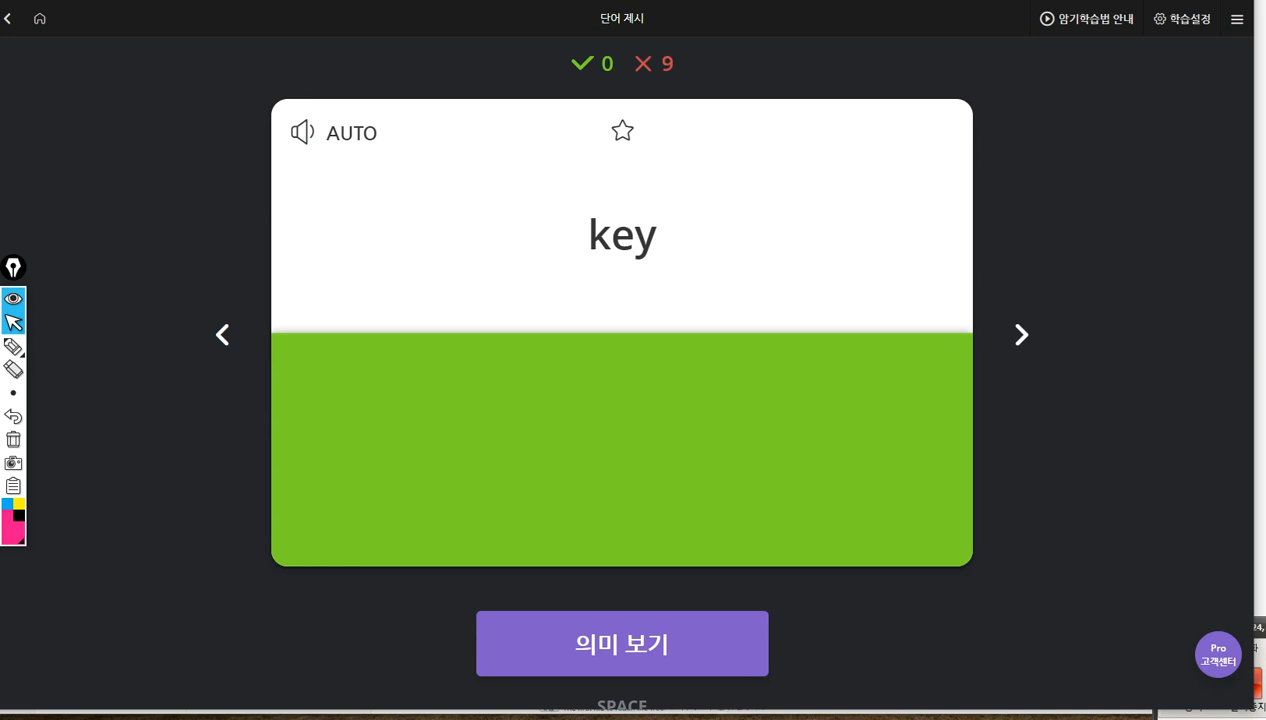 단어 제시
암기학습법 안내
학습설정
0
9
AUTO
key
의미 보기
Pro
고객센터
SPACE
24,